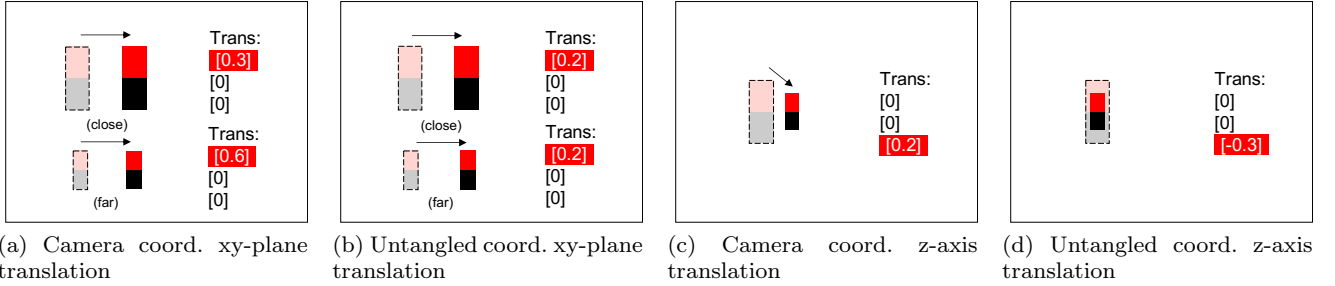 Trans:
[0.3]
[0]
[0]
(close)
Trans:
[0.6]
[0]
[0]
(far)
(a) Camera coord. xy-plane
translation
Trans:
[0.2]
[0]
[0]
(close)
Trans:
[0.2]
[0]
[0]
(far)
(b) Untangled coord. xy-plane
translation
Trans:
[0]
[0]
[0.2]
(c) Camera coord. z-axis
translation
Trans:
[0]
[0]
[-0.3]
(d) Untangled coord. z-axis
translation